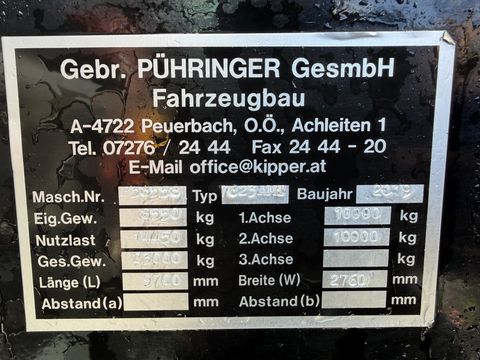 Gebr. PÜHRINGER GesmbH
Fahrzeugbau
A-4722 Peuerbach, O.Ö., Achleiten 1
Tel. 07276/ 24 44 Fax 24 44 - 20
E-Mail office@kipper.at
Masch.Nr. Typ Baujahr 2019
Eig.Gew. kg 1.Achse 10000 kg
Nutzlast kg 2.Achse 10000 kg
Ges.Gew. kg 3.Achse kg
Länge (L) 9700 mm Breite (W) 2760 mm
Abstand(a) mm Abstand(b) mm